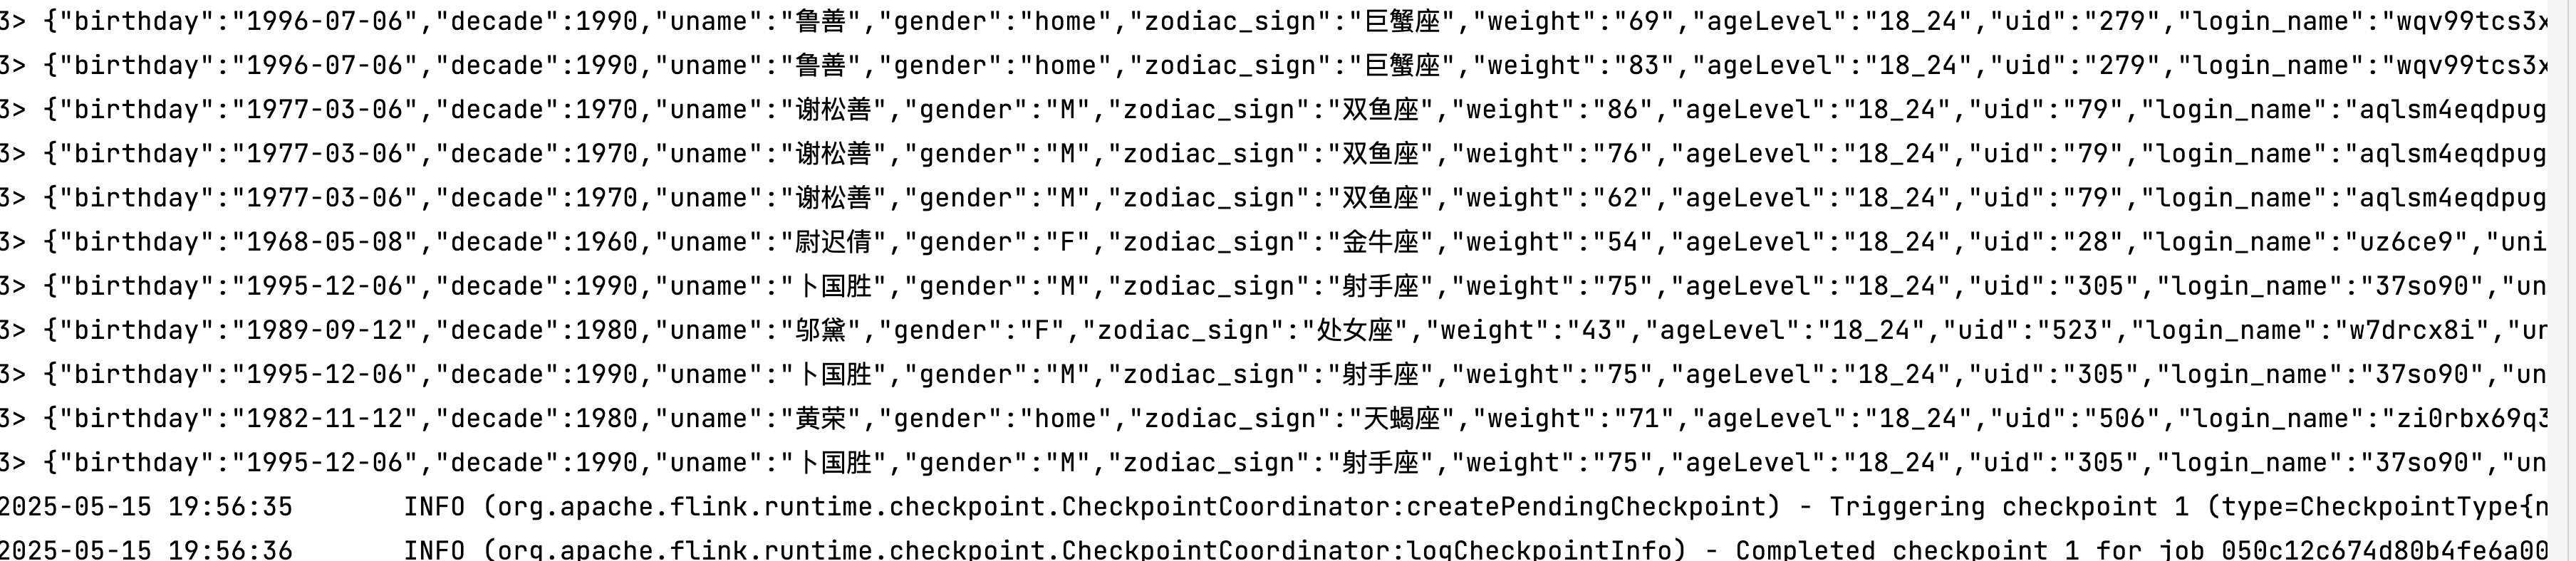 3> {"birthday":"1996-07-06","decade":1990,"uname":"鲁善","gender":"home","zodiac_sign":"巨蟹座","weight":"69","ageLevel":"18_24","uid":"279","login_name":"wqv99tcs3x
3> {"birthday":"1996-07-06","decade":1990,"uname":"鲁善","gender":"home","zodiac_sign":"巨蟹座","weight":"83","ageLevel":"18_24","uid":"279","login_name":"wqv99tcs3x
3> {"birthday":"1977-03-06","decade":1970,"uname":"谢松善","gender":"M","zodiac_sign":"双鱼座","weight":"86","ageLevel":"18_24","uid":"79","login_name":"aqlsm4eqdpug
3> {"birthday":"1977-03-06","decade":1970,"uname":"谢松善","gender":"M","zodiac_sign":"双鱼座","weight":"76","ageLevel":"18_24","uid":"79","login_name":"aqlsm4eqdpug
3> {"birthday":"1977-03-06","decade":1970,"uname":"谢松善","gender":"M","zodiac_sign":"双鱼座","weight":"62","ageLevel":"18_24","uid":"79","login_name":"aqlsm4eqdpug
3> {"birthday":"1968-05-08","decade":1960,"uname":"尉迟倩","gender":"F","zodiac_sign":"金牛座","weight":"54","ageLevel":"18_24","uid":"28","login_name":"uz6ce9","uni
3> {"birthday":"1995-12-06","decade":1990,"uname":"卜国胜","gender":"M","zodiac_sign":"射手座","weight":"75","ageLevel":"18_24","uid":"305","login_name":"37so90","un
3> {"birthday":"1989-09-12","decade":1980,"uname":"邬黛","gender":"F","zodiac_sign":"处女座","weight":"43","ageLevel":"18_24","uid":"523","login_name":"w7drcx8i","un
3> {"birthday":"1995-12-06","decade":1990,"uname":"卜国胜","gender":"M","zodiac_sign":"射手座","weight":"75","ageLevel":"18_24","uid":"305","login_name":"37so90","un
3> {"birthday":"1982-11-12","decade":1980,"uname":"黄荣","gender":"home","zodiac_sign":"天蝎座","weight":"71","ageLevel":"18_24","uid":"506","login_name":"zi0rbx69q3
3> {"birthday":"1995-12-06","decade":1990,"uname":"卜国胜","gender":"M","zodiac_sign":"射手座","weight":"75","ageLevel":"18_24","uid":"305","login_name":"37so90","un
2025-05-15 19:56:35 INFO (org.apache.flink.runtime.checkpoint.CheckpointCoordinator:createPendingCheckpoint) - Triggering checkpoint 1 (type=CheckpointType{n
2025-05-15 19:56:36 INFO (org.apache.flink.runtime.checkpoint.CheckpointCoordinator:logCheckpointInfo) - Completed checkpoint 1 for job 050c12c674d80b4fe6a00